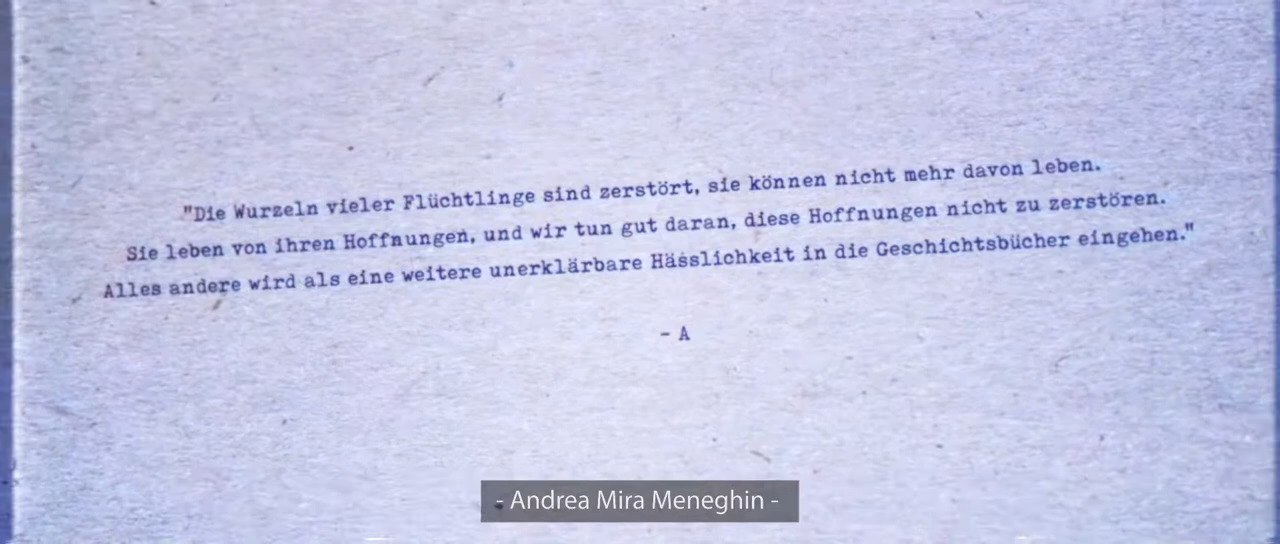 "Die Wurzeln vieler Flüchtlinge sind zerstört, sie können nicht mehr davon leben.
Sie leben von ihren Hoffnungen, und wir tun gut daran, diese Hoffnungen nicht zu zerstören.
Alles andere wird als eine weitere unerklärbare Hässlichkeit in die Geschichtsbücher eingehen."
- A
- Andrea Mira Meneghin -